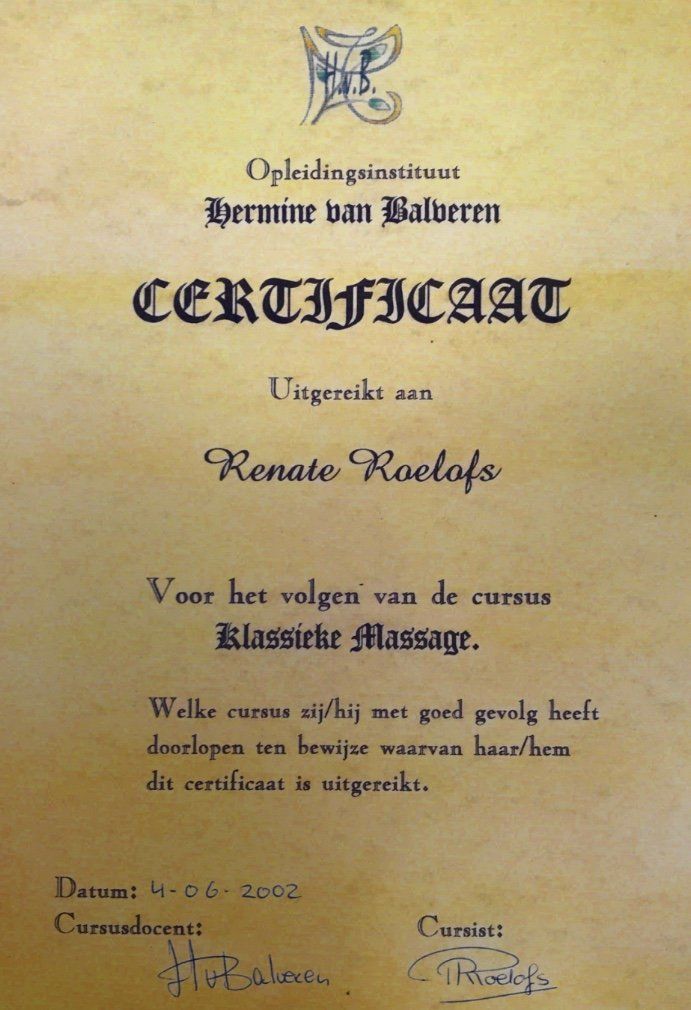 H.v.B.
Opleidingsinstituut
Hermine van Balveren
CERTIFICAAT
Uitgereikt aan
Renate Roelofs
Voor het volgen van de cursus
Klassieke Massage.
Welke cursus zij/hij met goed gevolg heeft
doorlopen ten bewijze waarvan haar/hem
dit certificaat is uitgereikt.
Datum: 4-06-2002
Cursusdocent: Cursist:
HvBalveren RRoelofs